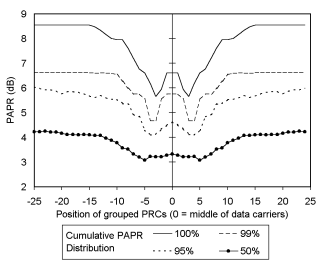 9
8
7
6
5
4
3
2
PAPR (dB)
-25 -20 -15 -10 -5 0 5 10 15 20 25
Position of grouped PRCs (0 = middle of data carriers)
Cumulative PAPR Distribution
100% 99%
95% 50%